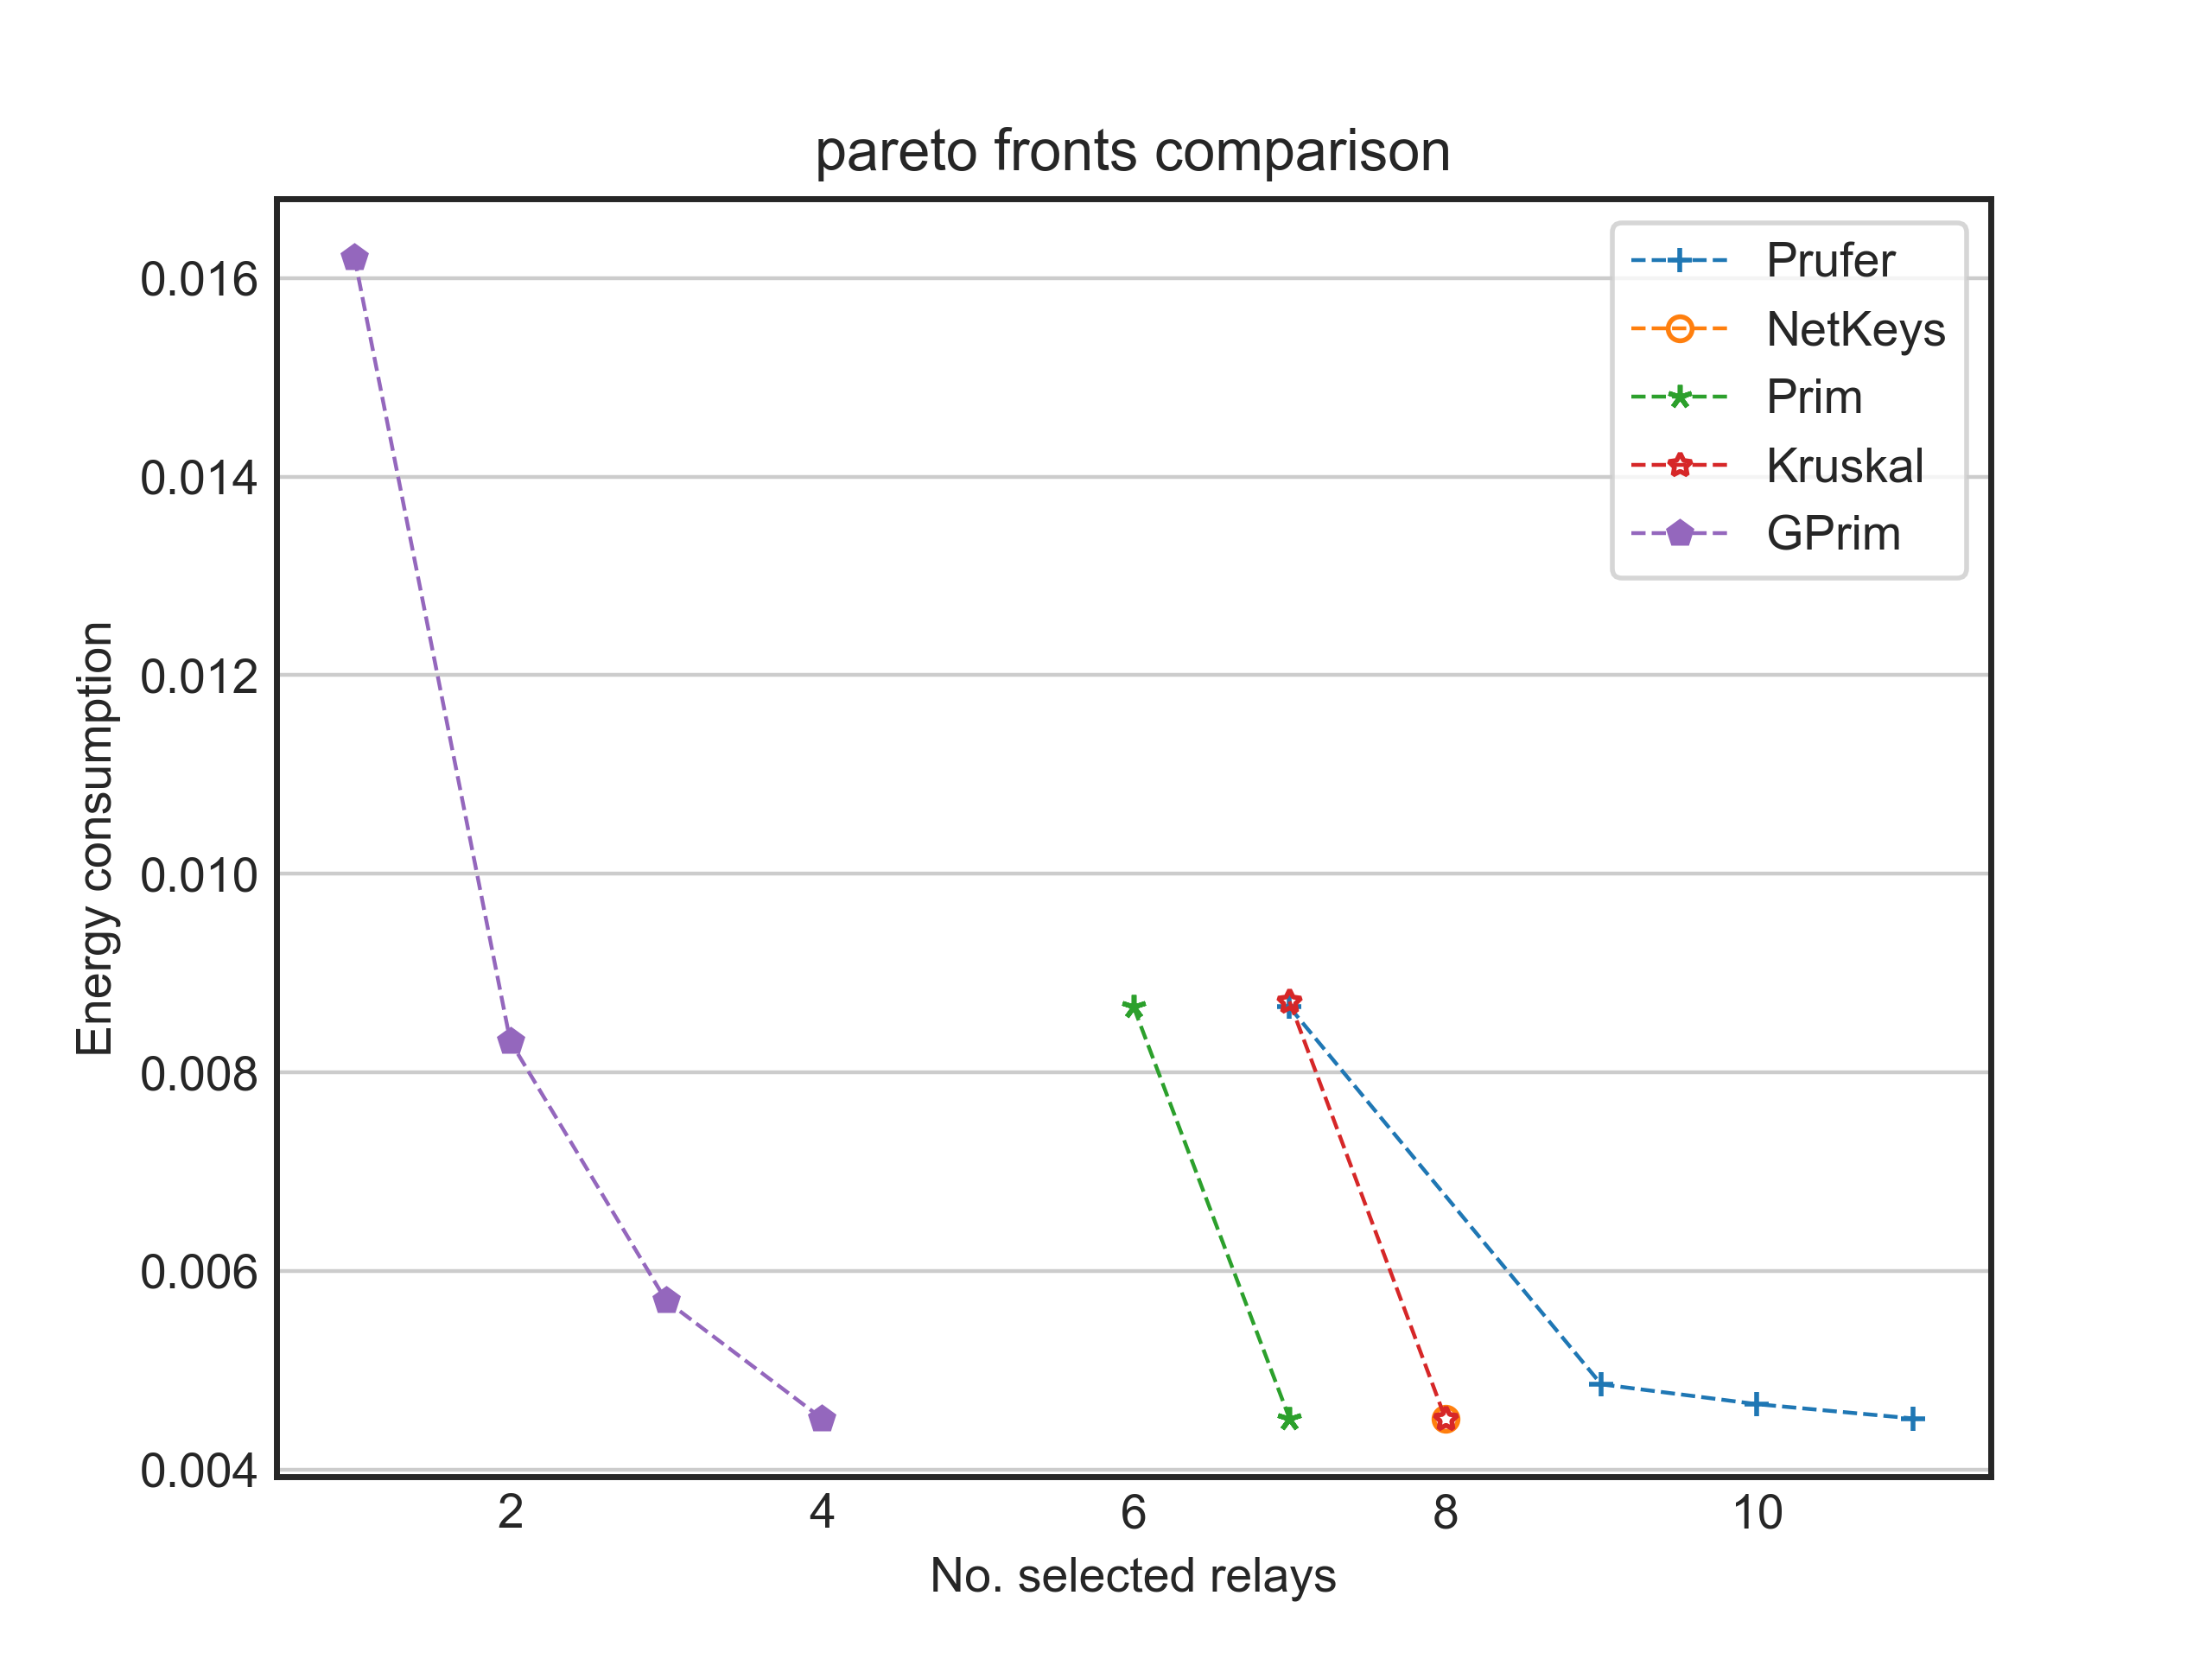 pareto fronts comparison
Prufer
NetKeys
Prim
Kruskal
GPrim
Energy consumption
0.016
0.014
0.012
0.010
0.008
0.006
0.004
2 4 6 8 10
No. selected relays